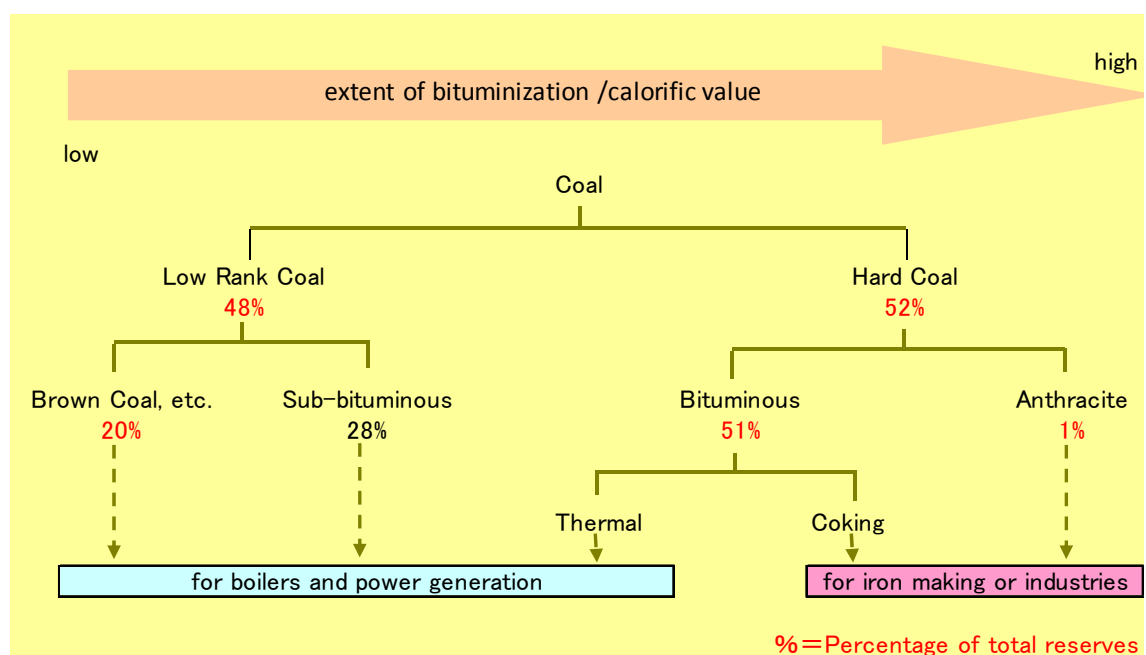 high
extent of bituminization /calorific value
low
Coal
Low Rank Coal
48%
Hard Coal
52%
Brown Coal, etc.
20%
Sub-bituminous
28%
Bituminous
51%
Anthracite
1%
Thermal
Coking
for boilers and power generation
for iron making or industries
%=Percentage of total reserves